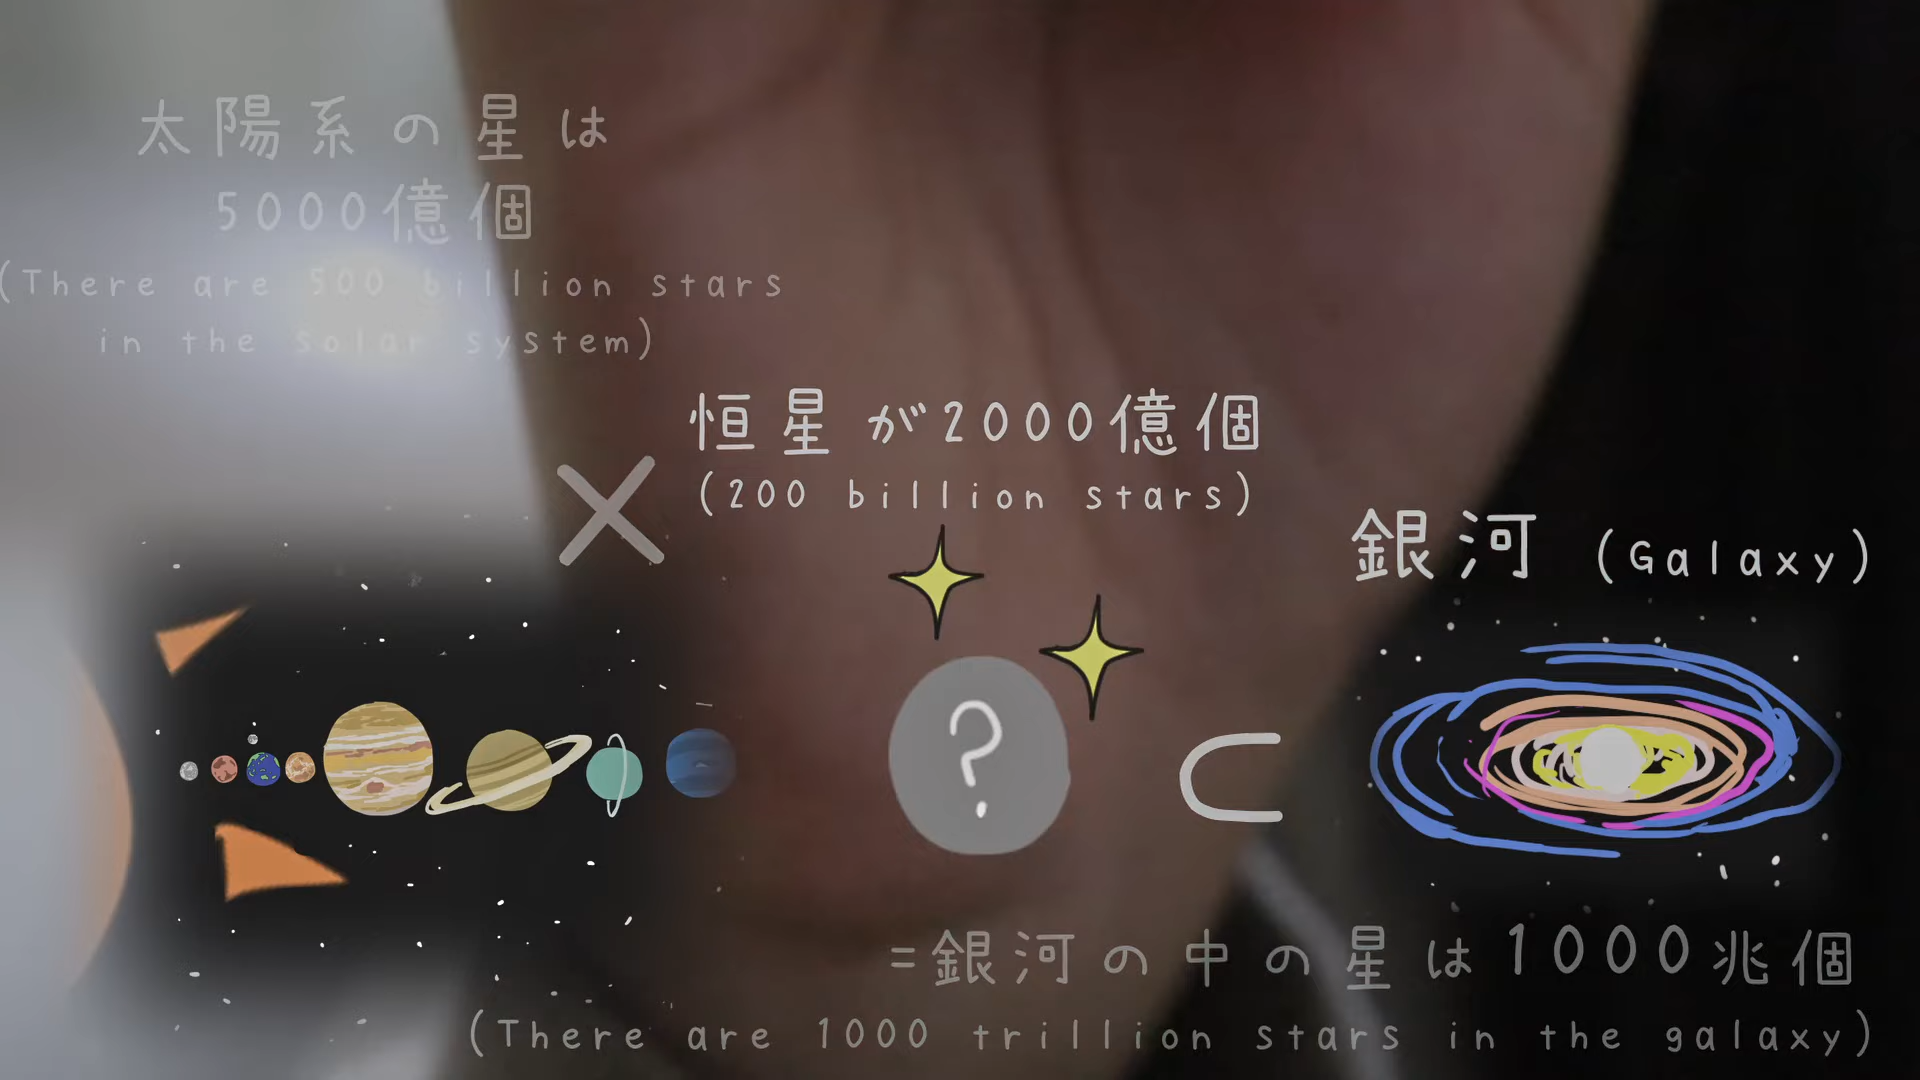 太陽系の星は
5000億個
(There are 500 billion stars
in the solar system)
×
恒星が2000億個
(200 billion stars)
?
⊂
銀河 (Galaxy)
=銀河の中の星は1000兆個
(There are 1000 trillion stars in the galaxy)